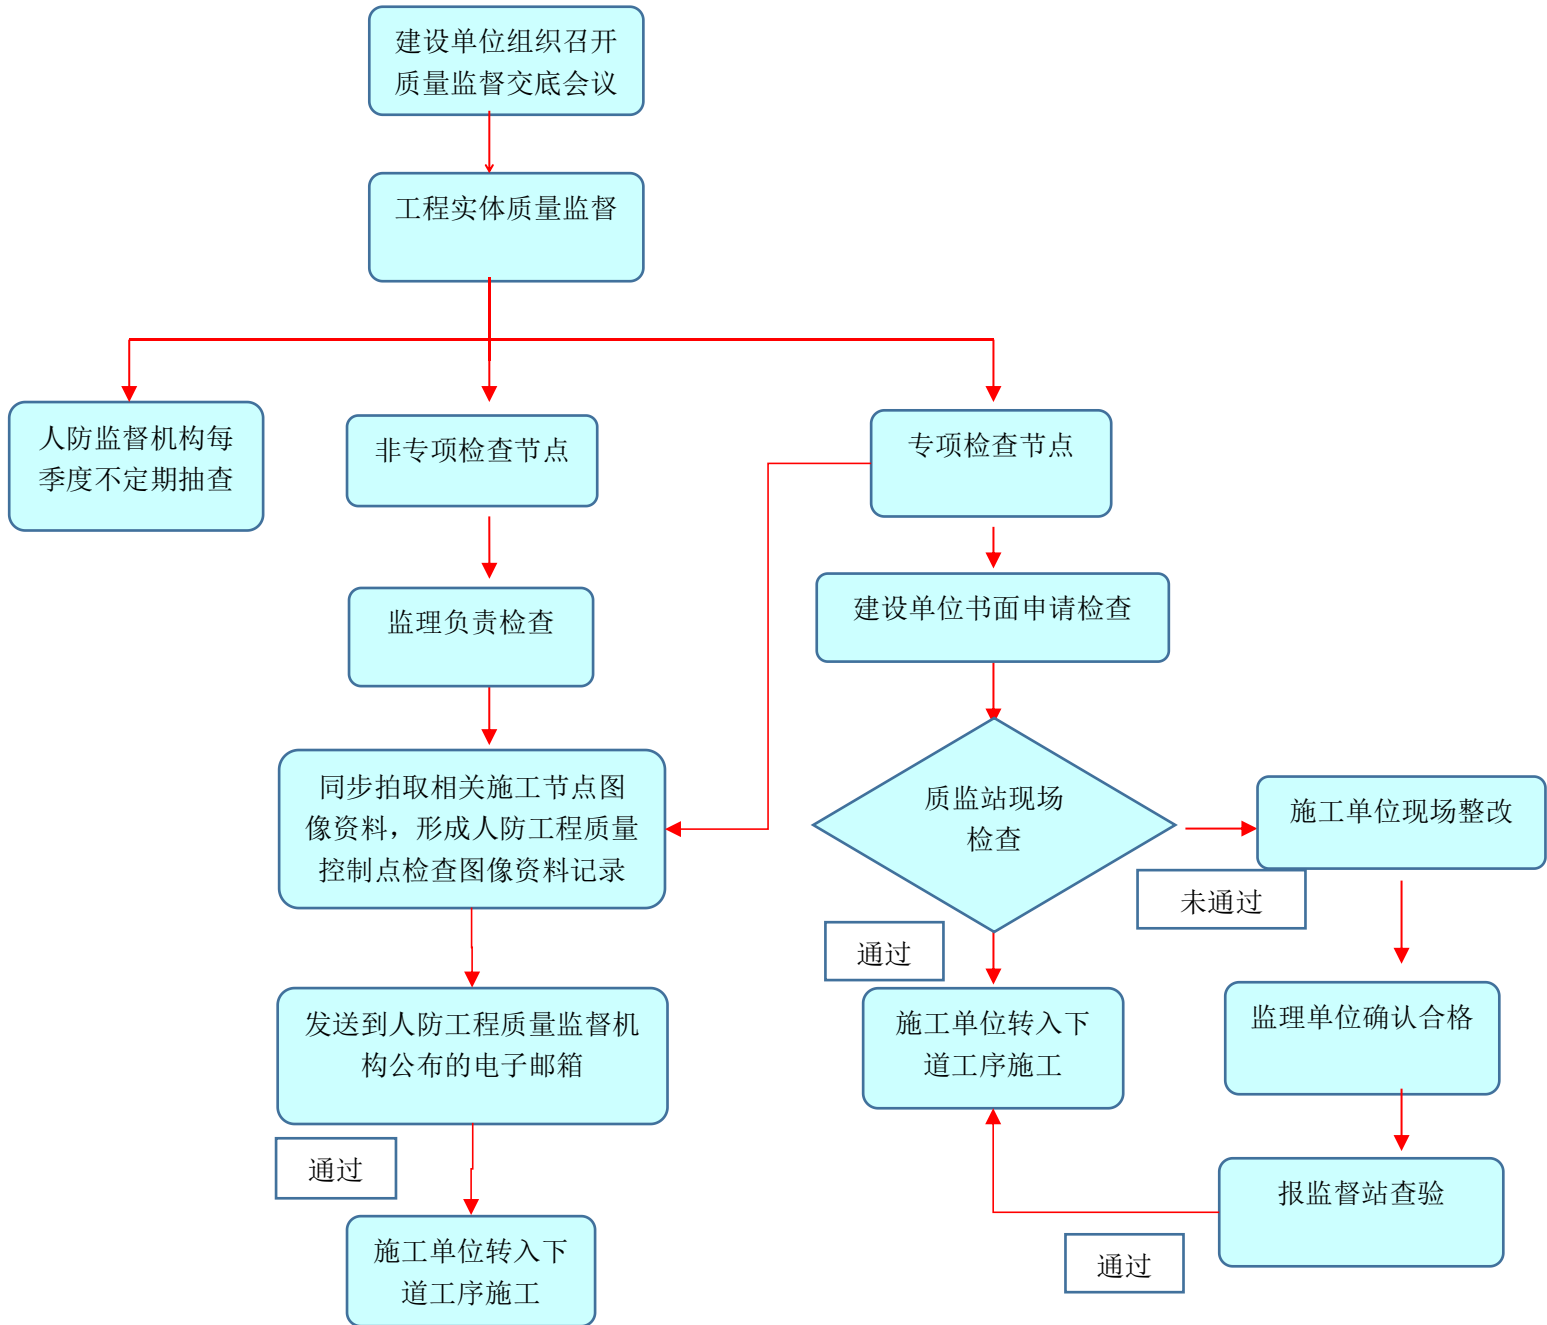 建设单位组织召开
质量监督交底会议
工程实体质量监督
人防监督机构每
季度不定期抽查
非专项检查节点
专项检查节点
监理负责检查
建设单位书面申请检查
同步拍取相关施工节点图
像资料，形成人防工程质量
控制点检查图像资料记录
质监站现场
检查
施工单位现场整改
未通过
通过
发送到人防工程质量监督机
构公布的电子邮箱
施工单位转入下
道工序施工
监理单位确认合格
通过
报监督站查验
通过
施工单位转入下
道工序施工